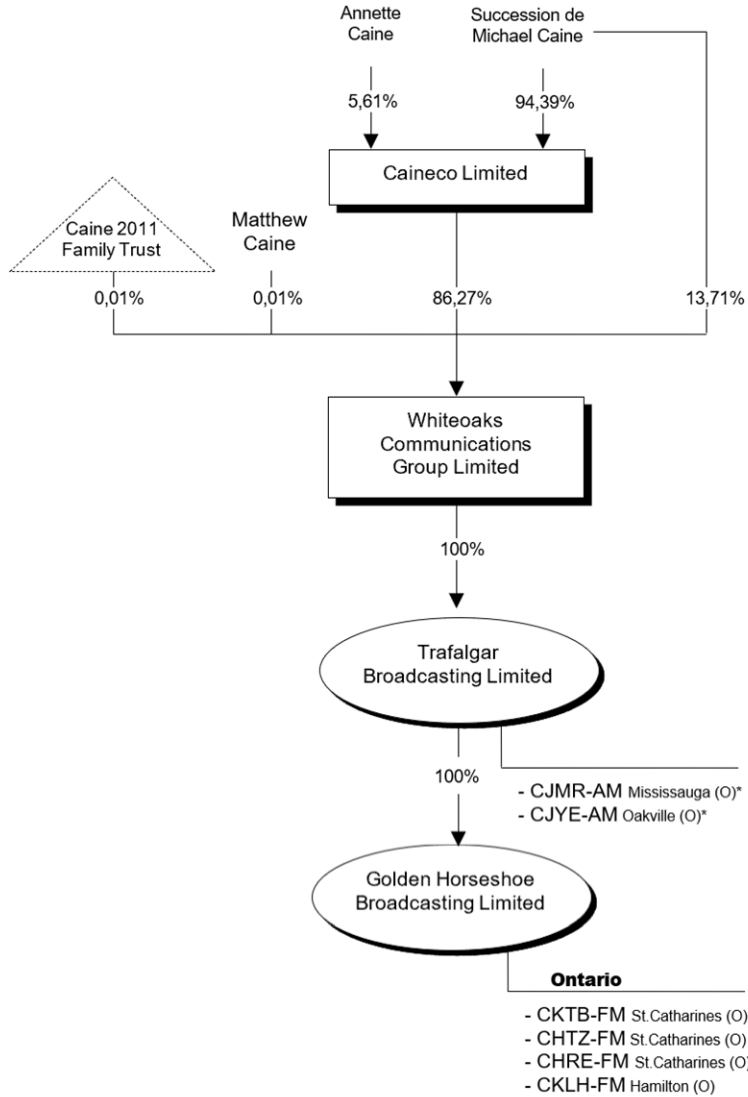 Annette
Caine
Succession de
Michael Caine
5,61%
94,39%
Caineco Limited
Caine 2011
Family Trust
Matthew
Caine
0,01%
0,01%
86,27%
13,71%
Whiteoaks
Communications
Group Limited
100%
Trafalgar
Broadcasting Limited
100%
- CJMR-AM Mississauga (O)*
- CJYE-AM Oakville (O)*
Golden Horseshoe
Broadcasting Limited
Ontario
- CKTB-FM St.Catharines (O)
- CHTZ-FM St.Catharines (O)
- CHRE-FM St.Catharines (O)
- CKLH-FM Hamilton (O)